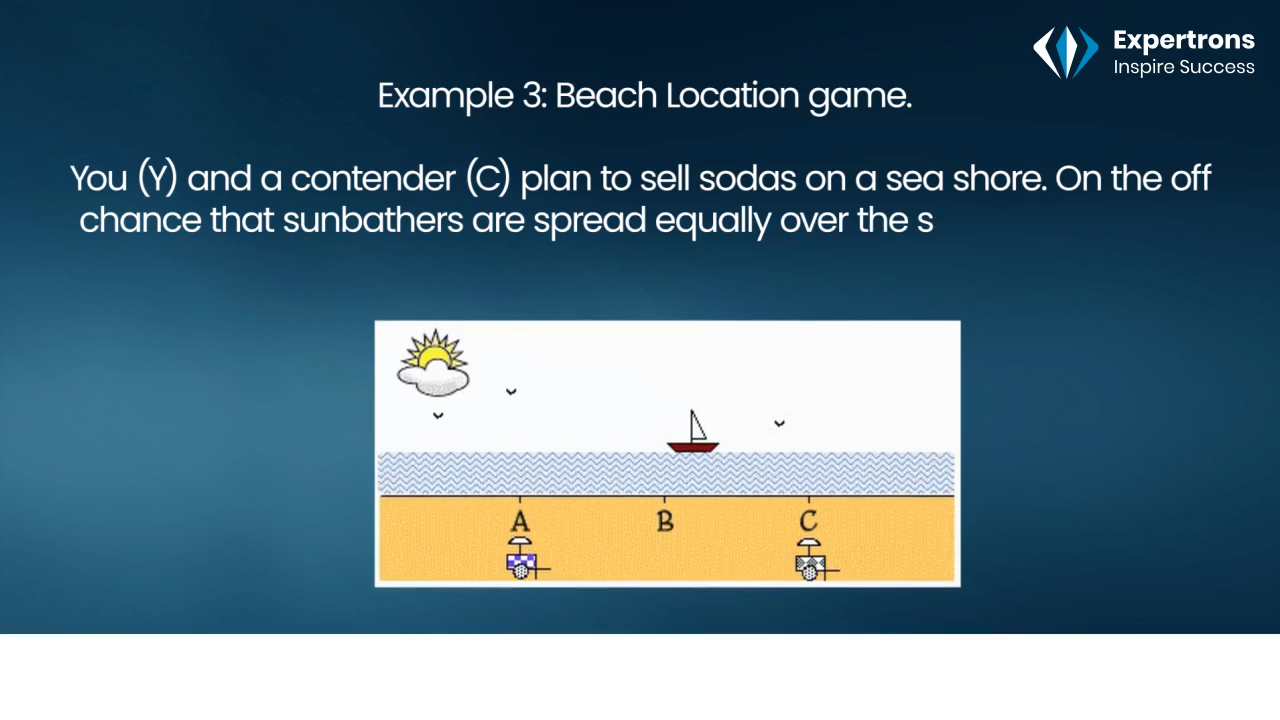 Expertrons
Inspire Success
Example 3: Beach Location game.
You (Y) and a contender (C) plan to sell sodas on a sea shore. On the off
chance that sunbathers are spread equally over the s
A B C